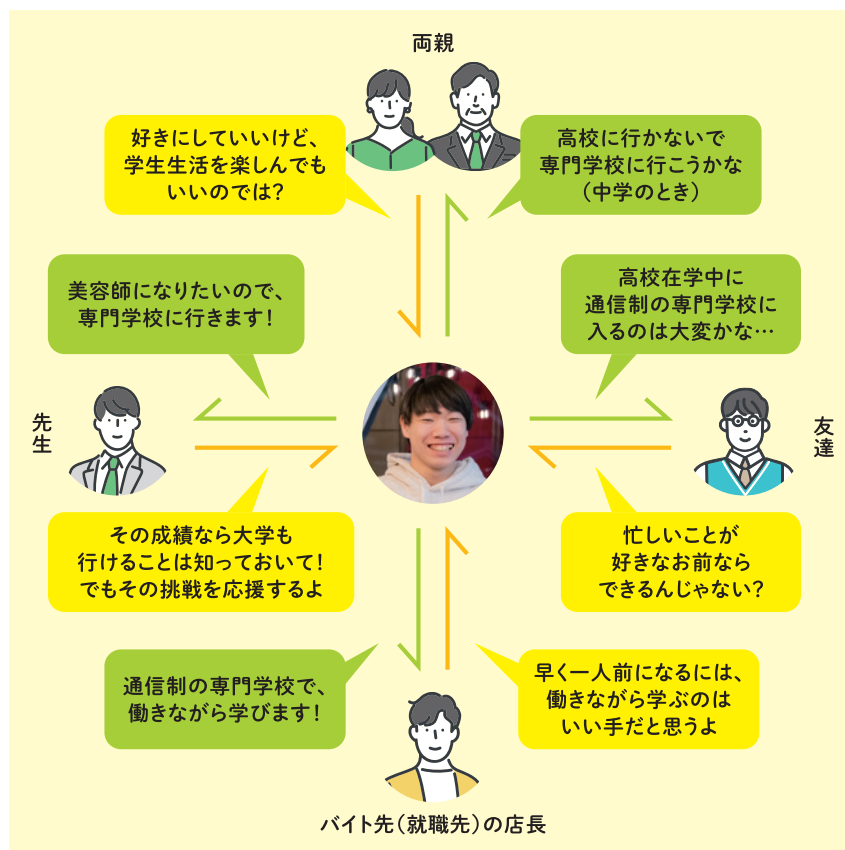 両親
好きにしていいけど、
学生生活を楽しんでも
いいのでは？
高校に行かないで
専門学校に行こうかな
（中学のとき）
美容師になりたいので、
専門学校に行きます！
高校在学中に
通信制の専門学校に
入るのは大変かな…
先生
友達
その成績なら大学も
行けることは知っておいて！
でもその挑戦を応援するよ
忙しいことが
好きなお前なら
できるんじゃない？
通信制の専門学校で、
働きながら学びます！
早く一人前になるには、
働きながら学ぶのは
いい手だと思うよ
バイト先（就職先）の店長